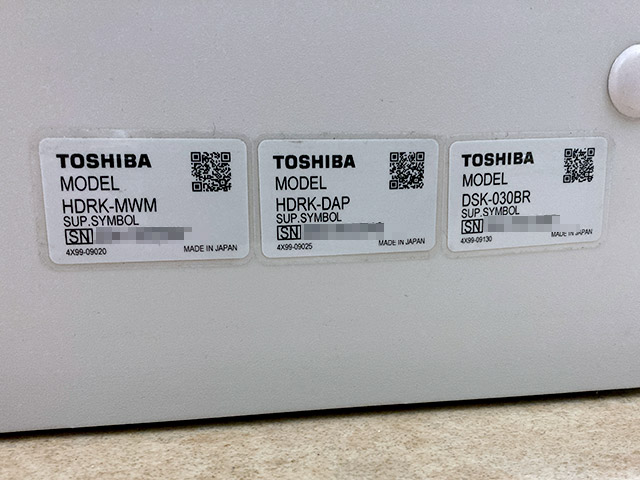 TOSHIBA
MODEL
HDRK-MWM
SUP.SYMBOL
SN
4X99-09020 MADE IN JAPAN
TOSHIBA
MODEL
HDRK-DAP
SUP.SYMBOL
SN
4X99-09025 MADE IN JAPAN
TOSHIBA
MODEL
DSK-030BR
SUP.SYMBOL
SN
4X99-09130 MADE IN JAPAN